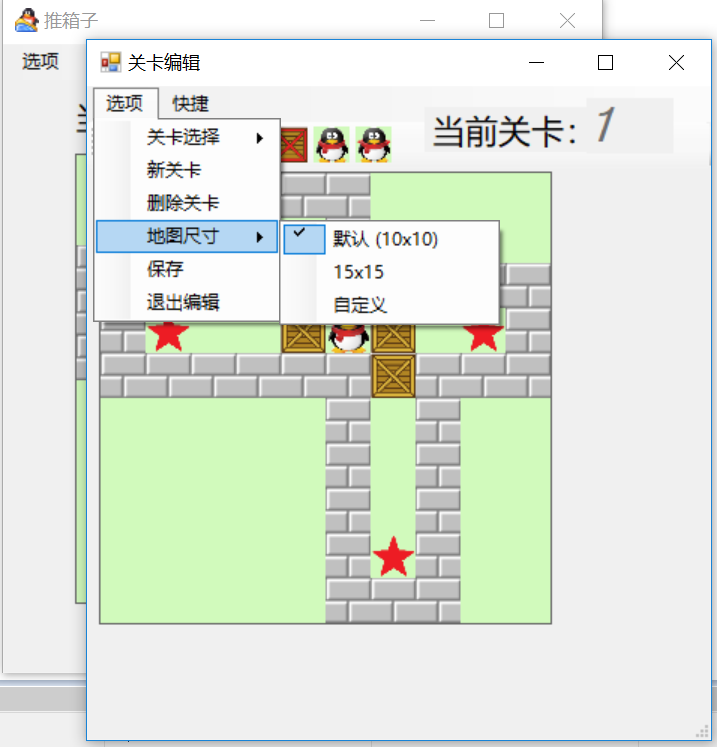 推箱子
选项
关卡编辑
选项 快捷
当前关卡: 1
关卡选择
新关卡
删除关卡
地图尺寸
保存
退出编辑
默认 (10x10)
15x15
自定义